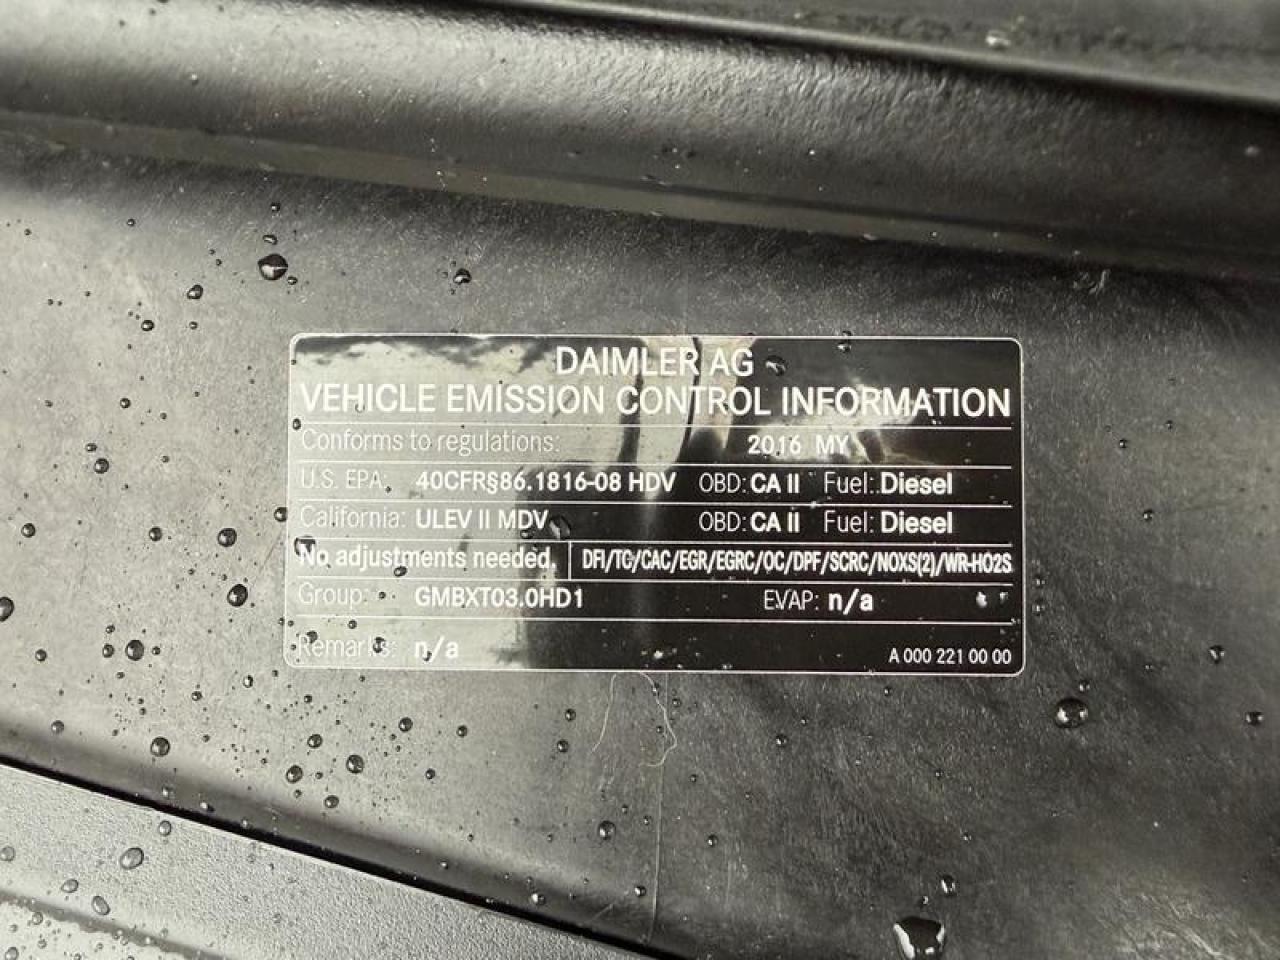 DAIMLER AG
VEHICLE EMISSION CONTROL INFORMATION
Conforms to regulations: 2016 MY
U.S. EPA: 40CFR§86.1816-08 HDV OBD: CA II Fuel: Diesel
California: ULEV II MDV OBD: CA II Fuel: Diesel
No adjustments needed. DFI/TC/CAC/EGR/EGRC/OC/DPF/SCRC/NOXS(2)/WR-HO2S
Group: GMBXT03.0HD1 EVAP: n/a
Remarks: n/a
A 000 221 00 00